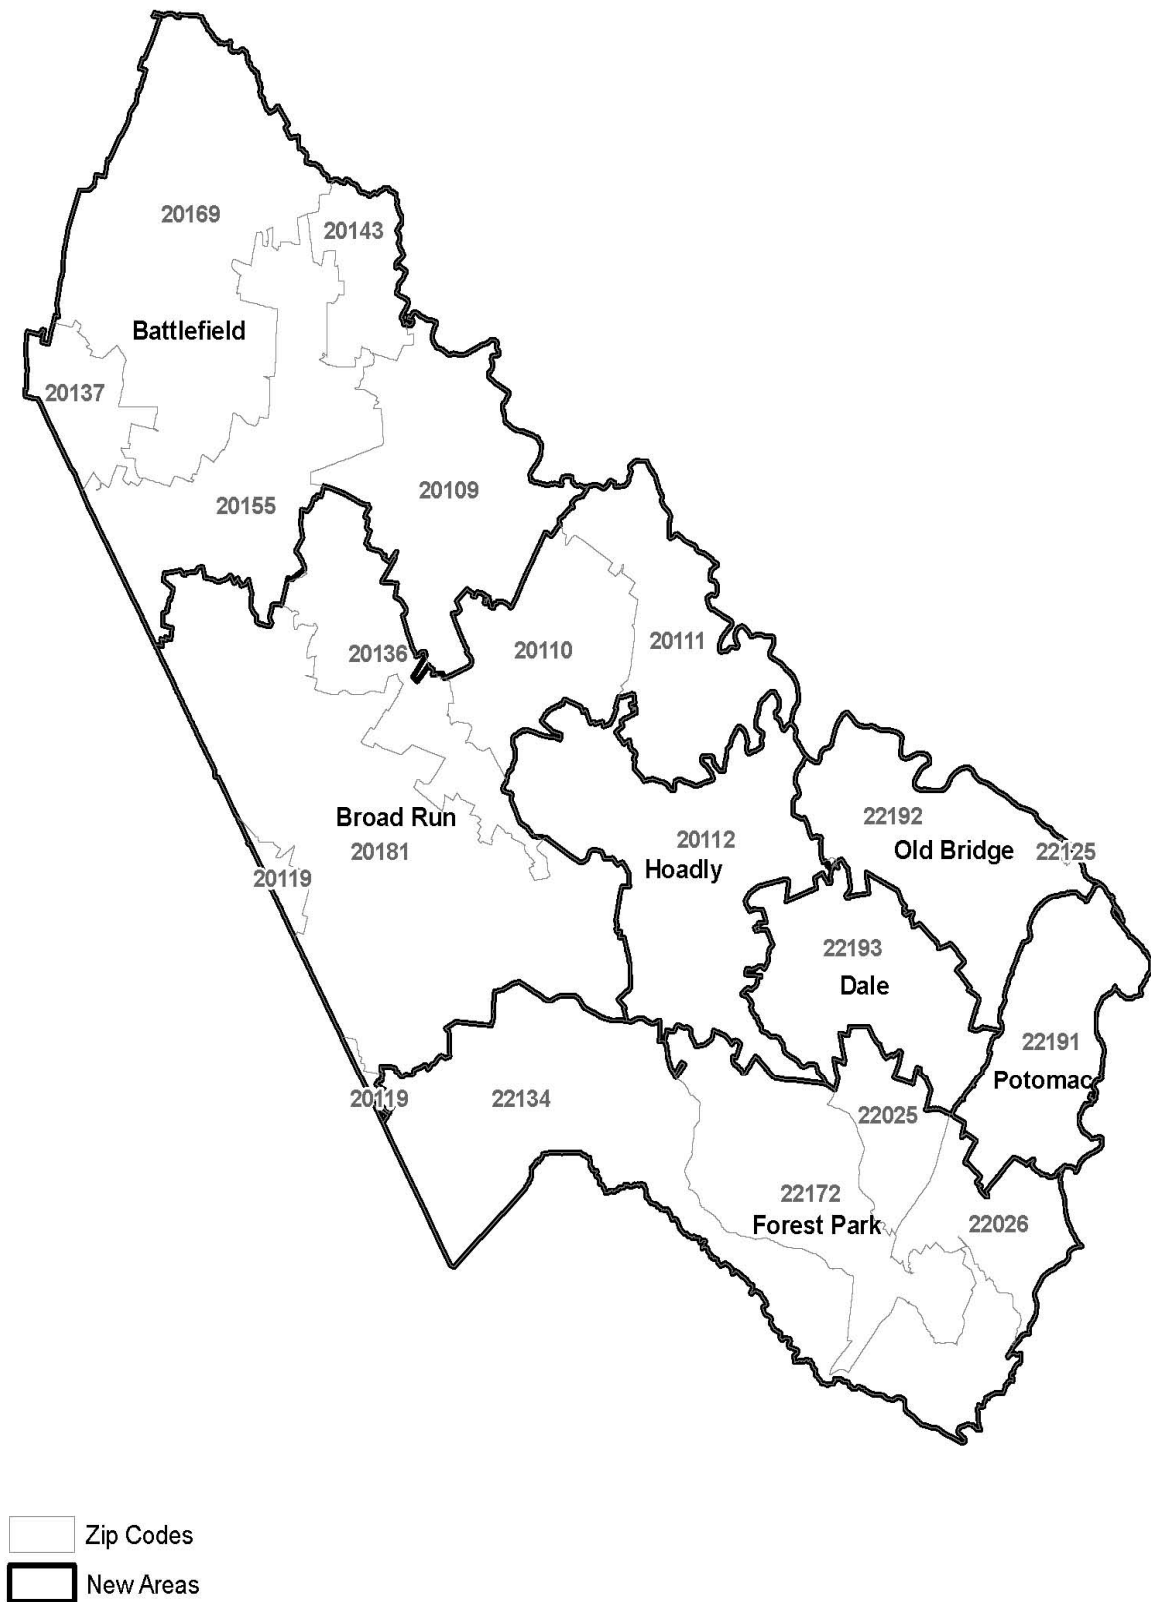 20169
20143
Battlefield
20137
20109
20155
20111
20110
20136
Broad Run
22192
20112
20181
Old Bridge
22125
Hoadly
20119
22193
Dale
22191
Potomac
20119
22134
22025
22172
Forest Park
22026
Zip Codes
New Areas